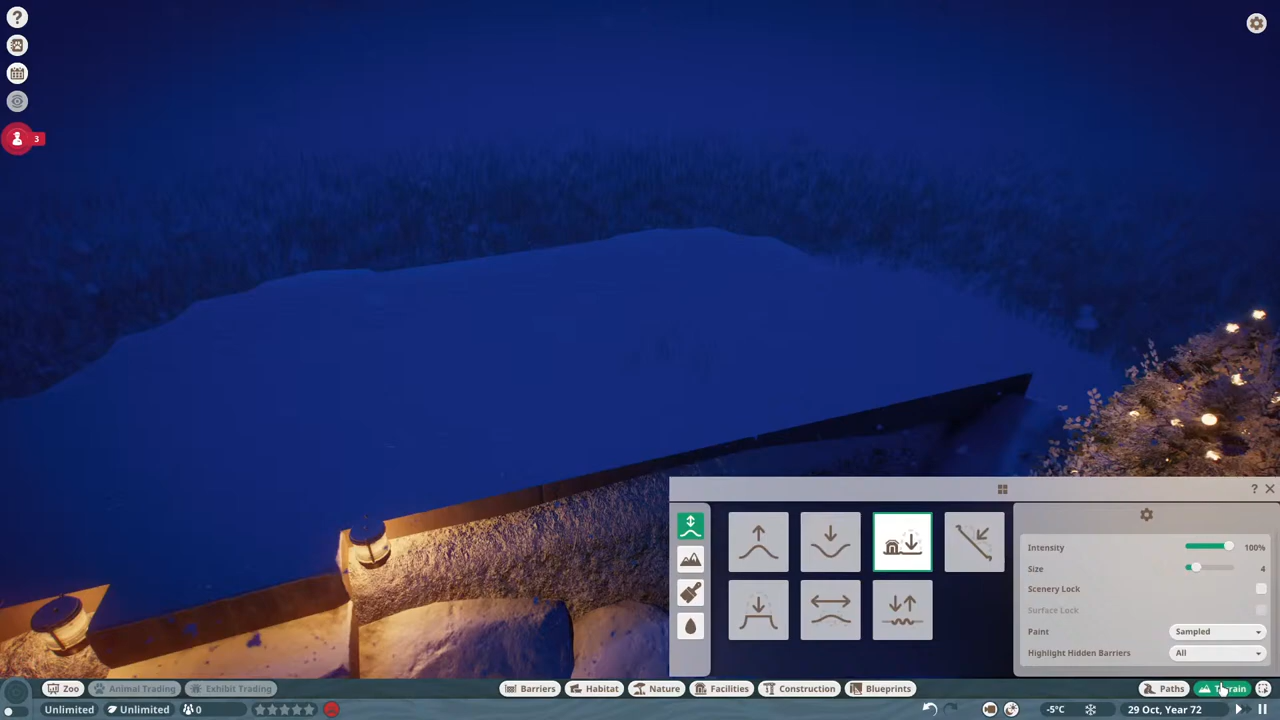 ?
3
?
Intensity 100%
Size 4
Scenery Lock
Surface Lock
Paint Sampled
Highlight Hidden Barriers All
Zoo Animal Trading Exhibit Trading Barriers Habitat Nature Facilities Construction Blueprints Paths Terrain
Unlimited Unlimited 0 -5°C 29 Oct, Year 72